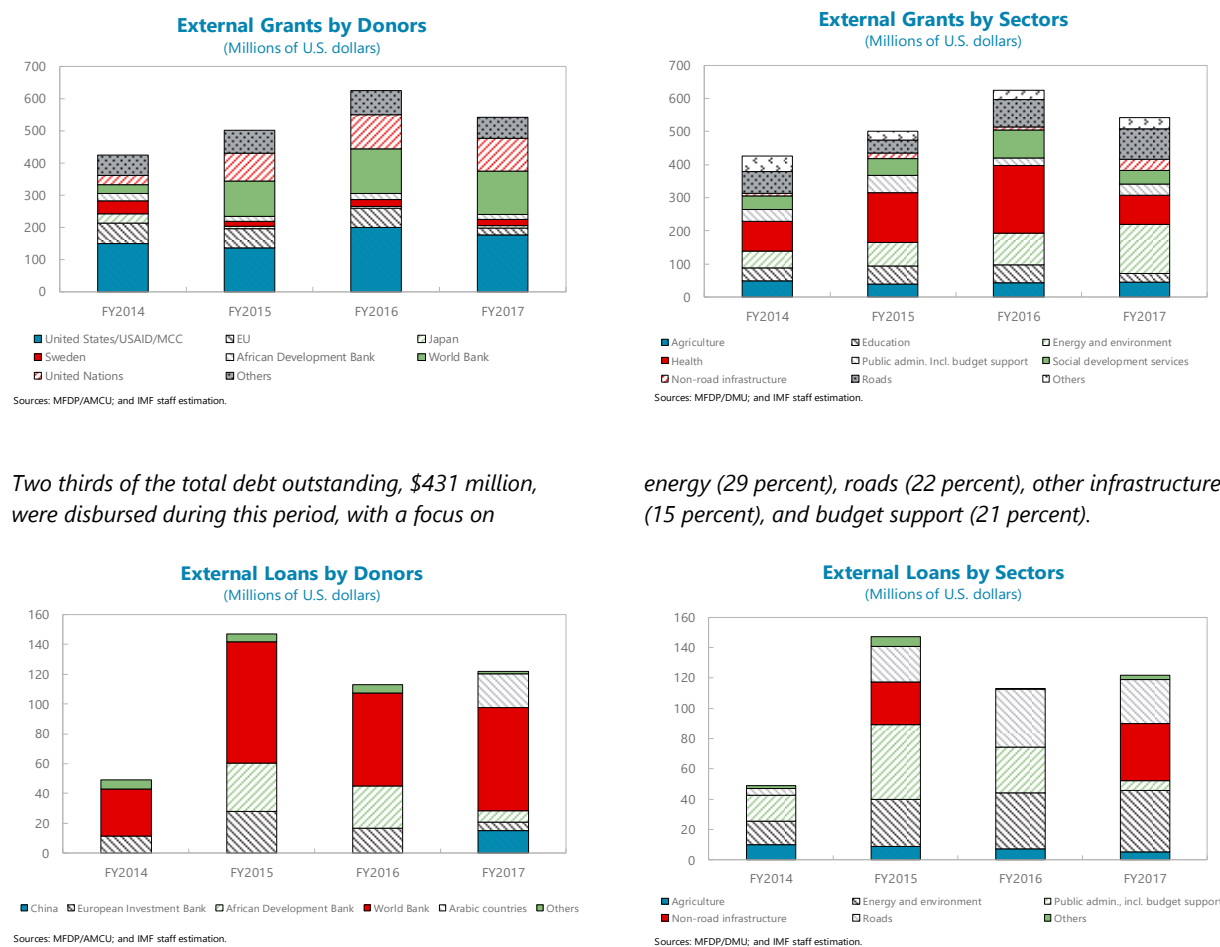 External Grants by Donors
(Millions of U.S. dollars)
700
600
500
400
300
200
100
0
FY2014 FY2015 FY2016 FY2017
United States/USAID/MCC EU Japan
Sweden African Development Bank World Bank
United Nations Others
Sources: MFDP/AMCU; and IMF staff estimation.
External Grants by Sectors
(Millions of U.S. dollars)
700
600
500
400
300
200
100
0
FY2014 FY2015 FY2016 FY2017
Agriculture Education Energy and environment
Health Public admin. Incl. budget support Social development services
Non-road infrastructure Roads Others
Sources: MFDP/DMU; and IMF staff estimation.
Two thirds of the total debt outstanding, $431 million,
were disbursed during this period, with a focus on
energy (29 percent), roads (22 percent), other infrastructure
(15 percent), and budget support (21 percent).
External Loans by Donors
(Millions of U.S. dollars)
160
140
120
100
80
60
40
20
0
FY2014 FY2015 FY2016 FY2017
China European Investment Bank African Development Bank World Bank Arabic countries Others
Sources: MFDP/AMCU; and IMF staff estimation.
External Loans by Sectors
(Millions of U.S. dollars)
160
140
120
100
80
60
40
20
0
FY2014 FY2015 FY2016 FY2017
Agriculture Energy and environment Public admin., incl. budget support
Non-road infrastructure Roads Others
Sources: MFDP/DMU; and IMF staff estimation.